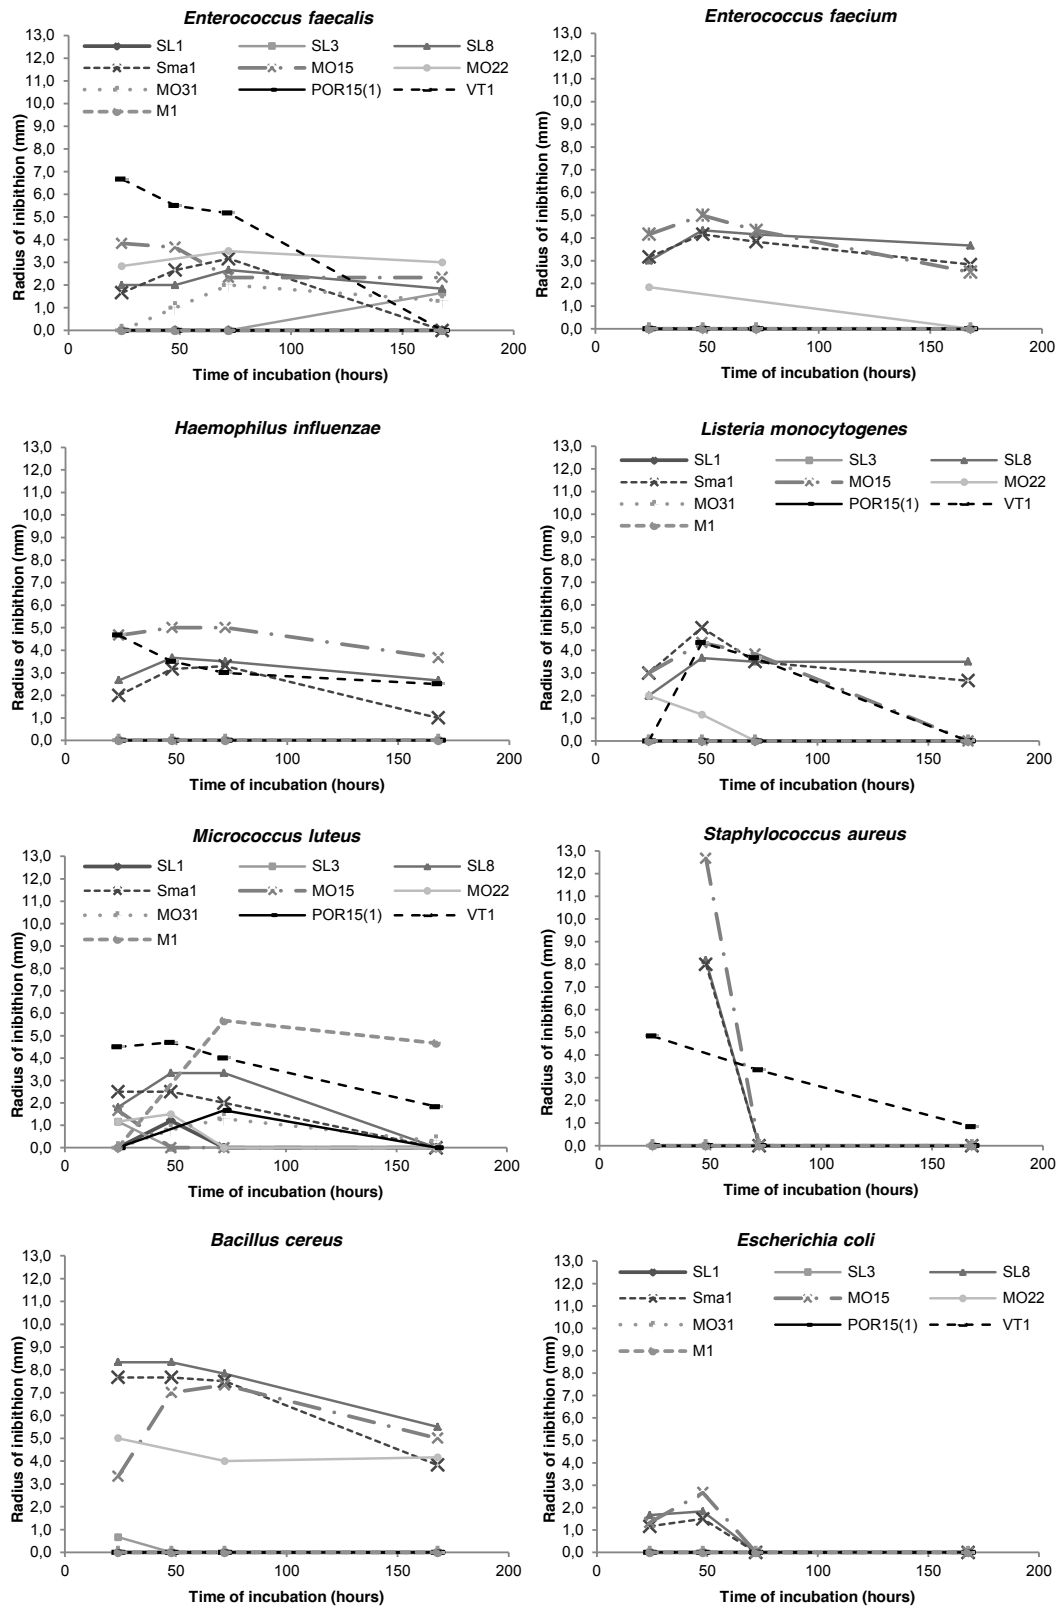 Enterococcus faecalis
13,0
12,0
11,0
10,0
9,0
8,0
7,0
6,0
5,0
4,0
3,0
2,0
1,0
0,0
Radius of inibithion (mm)
SL1 SL3 SL8
Sma1 MO15 MO22
MO31 POR15(1) VT1
M1
0 50 100 150 200
Time of incubation (hours)
Enterococcus faecium
13,0
12,0
11,0
10,0
9,0
8,0
7,0
6,0
5,0
4,0
3,0
2,0
1,0
0,0
Radius of inibithion (mm)
0 50 100 150 200
Time of incubation (hours)
Haemophilus influenzae
13,0
12,0
11,0
10,0
9,0
8,0
7,0
6,0
5,0
4,0
3,0
2,0
1,0
0,0
Radius of inibithion (mm)
0 50 100 150 200
Time of incubation (hours)
Listeria monocytogenes
13,0
12,0
11,0
10,0
9,0
8,0
7,0
6,0
5,0
4,0
3,0
2,0
1,0
0,0
Radius of inibithion (mm)
SL1 SL3 SL8
Sma1 MO15 MO22
MO31 POR15(1) VT1
M1
0 50 100 150 200
Time of incubation (hours)
Micrococcus luteus
13,0
12,0
11,0
10,0
9,0
8,0
7,0
6,0
5,0
4,0
3,0
2,0
1,0
0,0
Radius of inibithion (mm)
SL1 SL3 SL8
Sma1 MO15 MO22
MO31 POR15(1) VT1
M1
0 50 100 150 200
Time of incubation (hours)
Staphylococcus aureus
13,0
12,0
11,0
10,0
9,0
8,0
7,0
6,0
5,0
4,0
3,0
2,0
1,0
0,0
Radius of inibithion (mm)
0 50 100 150 200
Time of incubation (hours)
Bacillus cereus
13,0
12,0
11,0
10,0
9,0
8,0
7,0
6,0
5,0
4,0
3,0
2,0
1,0
0,0
Radius of inibithion (mm)
0 50 100 150 200
Time of incubation (hours)
Escherichia coli
13,0
12,0
11,0
10,0
9,0
8,0
7,0
6,0
5,0
4,0
3,0
2,0
1,0
0,0
Radius of inibithion (mm)
SL1 SL3 SL8
Sma1 MO15 MO22
MO31 POR15(1) VT1
M1
0 50 100 150 200
Time of incubation (hours)